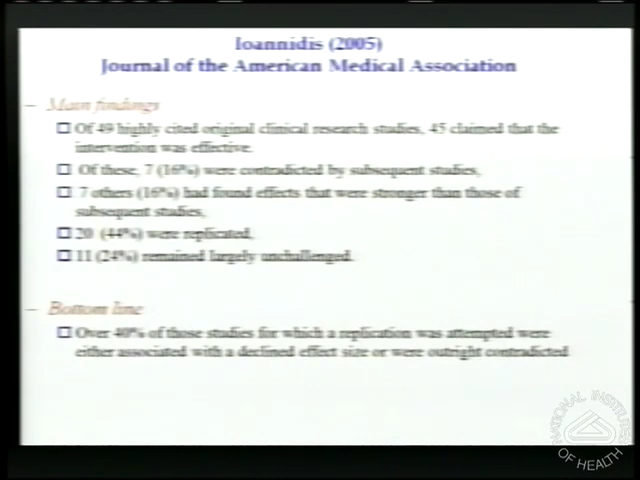 Ioannidis (2005)
Journal of the American Medical Association
– Main findings
Of 49 highly cited original clinical research studies, 45 claimed that the
intervention was effective.
Of these, 7 (16%) were contradicted by subsequent studies,
7 others (16%) had found effects that were stronger than those of
subsequent studies,
20 (44%) were replicated,
11 (24%) remained largely unchallenged.
– Bottom line
Over 40% of those studies for which a replication was attempted were
either associated with a declined effect size or were outright contradicted
NATIONAL INSTITUTES
OF HEALTH